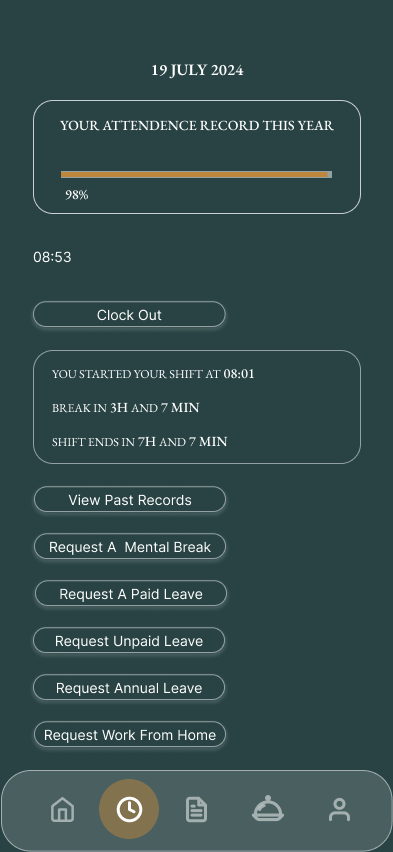 19 JULY 2024
YOUR ATTENDENCE RECORD THIS YEAR
98%
08:53
Clock Out
YOU STARTED YOUR SHIFT AT 08:01
BREAK IN 3H AND 7 MIN
SHIFT ENDS IN 7H AND 7 MIN
View Past Records
Request A  Mental Break
Request A Paid Leave
Request Unpaid Leave
Request Annual Leave
Request Work From Home